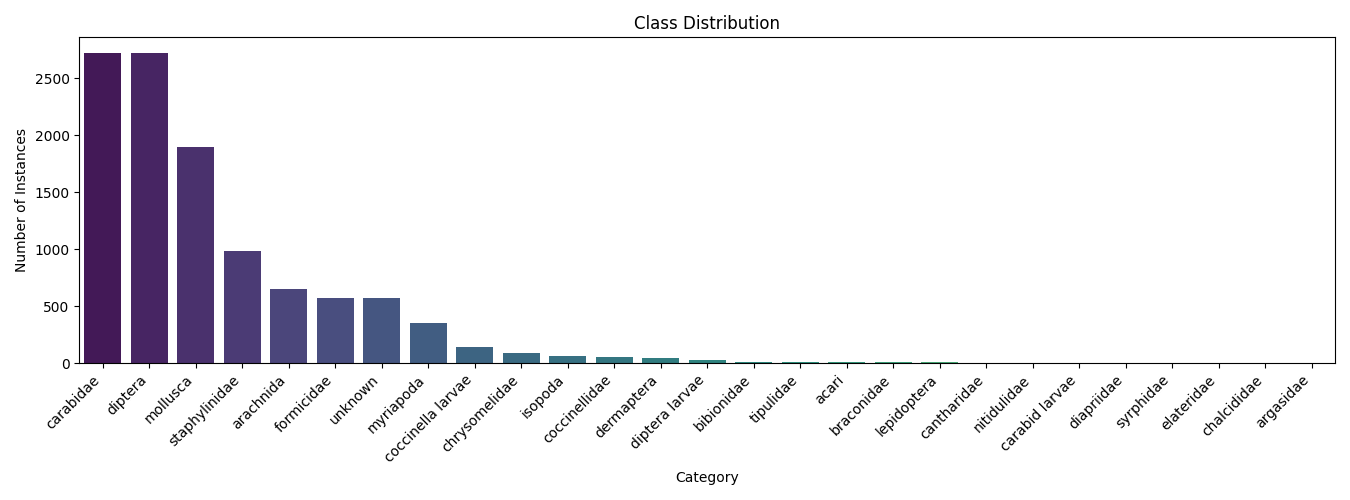 Class Distribution
Number of Instances
2500
2000
1500
1000
500
0
carabidae
diptera
mollusca
staphylinidae
arachnida
formicidae
unknown
myriapoda
coccinella larvae
chrysomelidae
isopoda
coccinellidae
dermaptera
diptera larvae
bibionidae
tipulidae
acari
braconidae
lepidoptera
cantharidae
nitidulidae
carabid larvae
diapriidae
syrphidae
elateridae
chalcididae
argasidae
Category